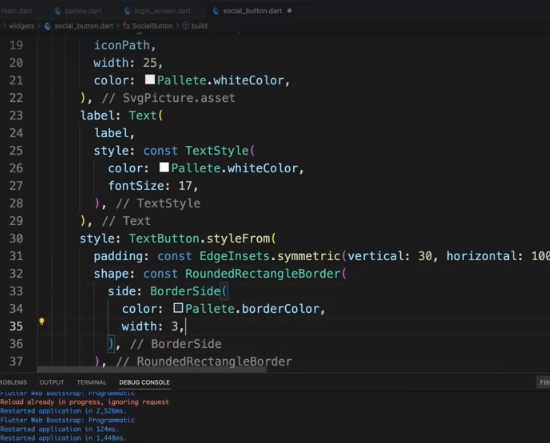 main.dart pallete.dart login_screen.dart social_button.dart
widgets > social_button.dart > SocialButton > build
19 iconPath,
20 width: 25,
21 color: Pallete.whiteColor,
22 ), // SvgPicture.asset
23 label: Text(
24 label,
25 style: const TextStyle(
26 color: Pallete.whiteColor,
27 fontSize: 17,
28 ), // TextStyle
29 ), // Text
30 style: TextButton.styleFrom(
31 padding: const EdgeInsets.symmetric(vertical: 30, horizontal: 100
32 shape: const RoundedRectangleBorder(
33 side: BorderSide(
34 color: Pallete.borderColor,
35 width: 3,
36 ), // BorderSide
37 ), // RoundedRectangleBorder
ROBLEMS OUTPUT TERMINAL DEBUG CONSOLE Filt
Flutter Web Bootstrap: Programmatic
Reload already in progress, ignoring request
Restarted application in 2,526ms.
Flutter Web Bootstrap: Programmatic
Restarted application in 124ms.
Restarted application in 1,448ms.